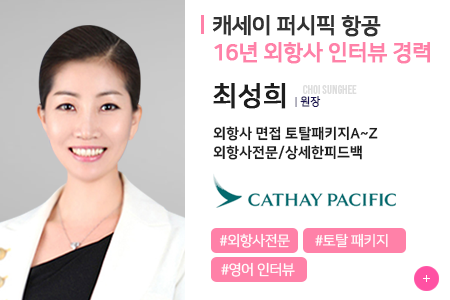 캐세이 퍼시픽 항공
16년 외항사 인터뷰 경력
최성희 CHOI SUNGHEE
| 원장
외항사 면접 토탈패키지A~Z
외항사전문/상세한피드백
CATHAY PACIFIC
#외항사전문 #토탈 패키지
#영어 인터뷰
+